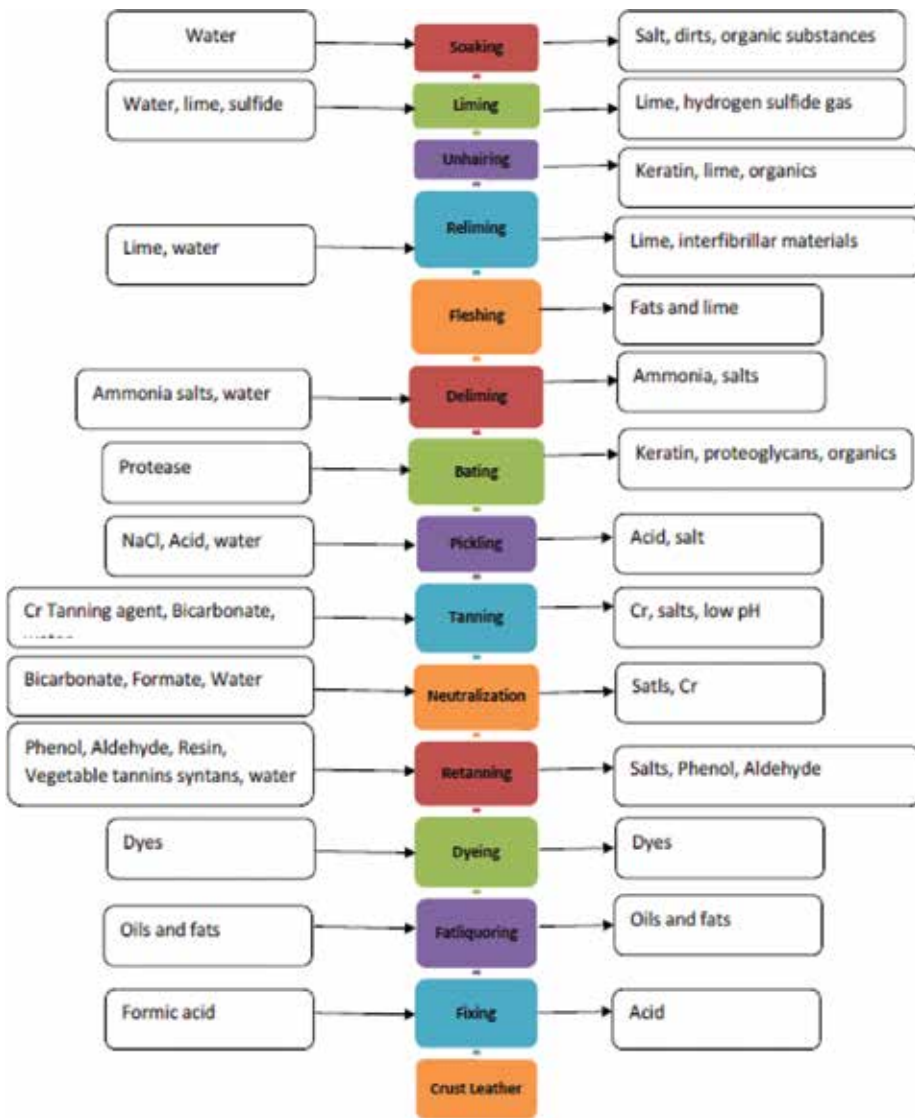 Water
Soaking
Salt, dirts, organic substances
Water, lime, sulfide
Liming
Lime, hydrogen sulfide gas
Unhairing
Keratin, lime, organics
Lime, water
Reliming
Lime, interfibrillar materials
Fleshing
Fats and lime
Ammonia salts, water
Deliming
Ammonia, salts
Protease
Bating
Keratin, proteoglycans, organics
NaCl, Acid, water
Pickling
Acid, salt
Cr Tanning agent, Bicarbonate,
Tanning
Cr, salts, low pH
Bicarbonate, Formate, Water
Neutralization
Satls, Cr
Phenol, Aldehyde, Resin,
Vegetable tannins syntans, water
Retanning
Salts, Phenol, Aldehyde
Dyes
Dyeing
Dyes
Oils and fats
Fatliquoring
Oils and fats
Formic acid
Fixing
Acid
Crust Leather